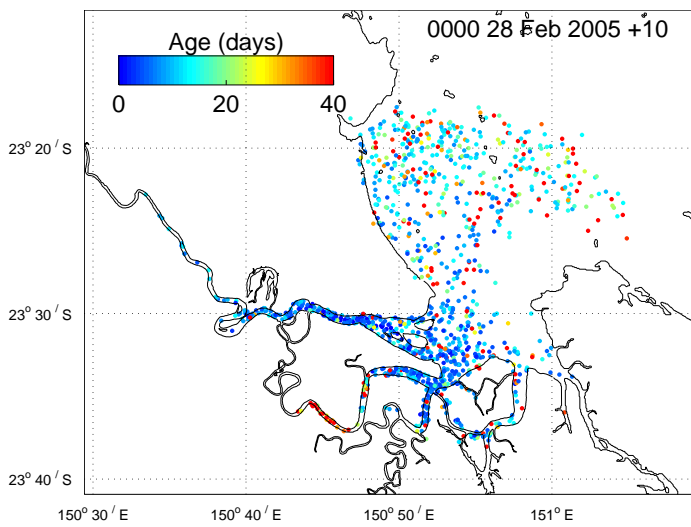 0000 28 Feb 2005 +10
Age (days)
0 20 40
23° 20 ' S
23° 30 ' S
23° 40 ' S
150° 30 ' E 150° 40 ' E 150° 50 ' E 151° E